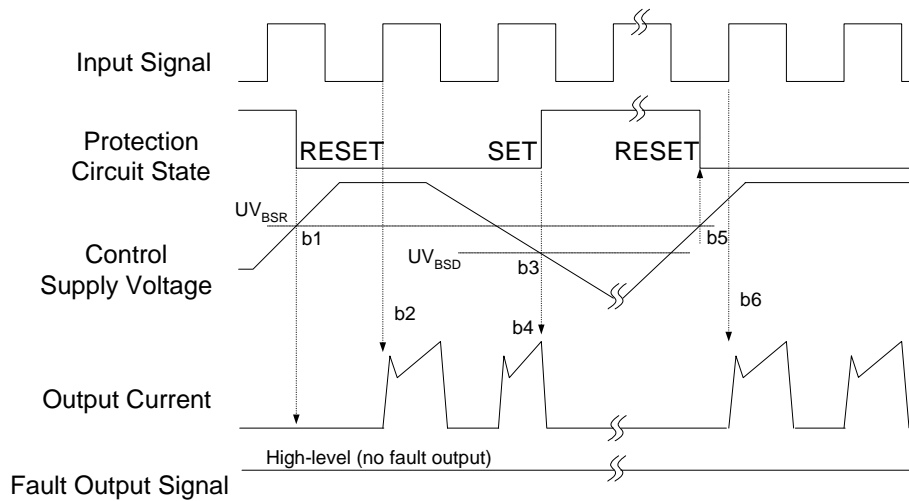 Input Signal
Protection
Circuit State
RESET
SET
RESET
UV_BSR
b1
b5
Control
Supply Voltage
UV_BSD
b3
b2
b4
b6
Output Current
High-level (no fault output)
Fault Output Signal